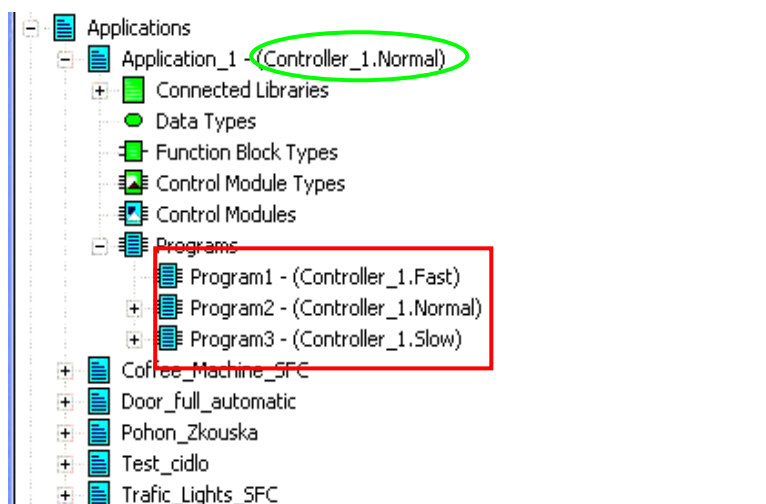 Applications
Application_1 - (Controller_1.Normal)
Connected Libraries
Data Types
Function Block Types
Control Module Types
Control Modules
Programs
Program1 - (Controller_1.Fast)
Program2 - (Controller_1.Normal)
Program3 - (Controller_1.Slow)
Coffee_Machine_SFC
Door_full_automatic
Pohon_Zkouska
Test_cidlo
Trafic_Lights_SFC